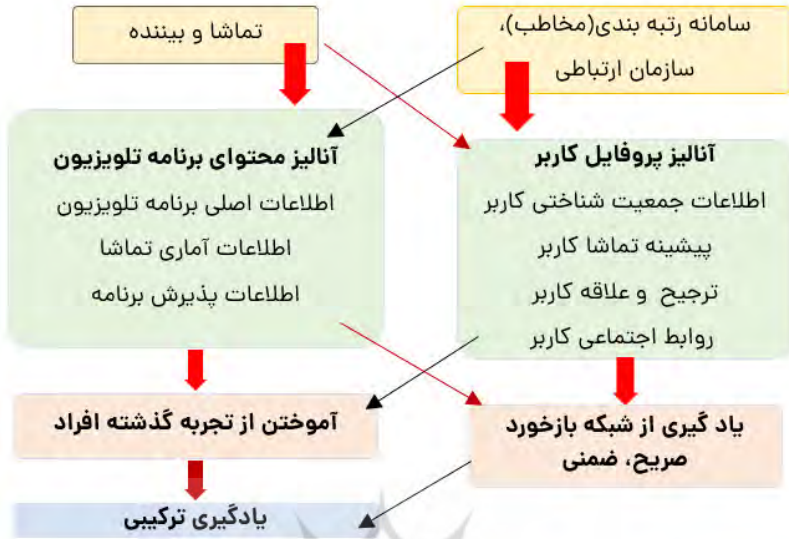 سامانه رتبه بندی(مخاطب)،
سازمان ارتباطی
تماشا و بیننده
آنالیز پروفایل کاربر
اطلاعات جمعیت شناختی کاربر
پیشینه تماشا کاربر
ترجیح و علاقه کاربر
روابط اجتماعی کاربر
آنالیز محتوای برنامه تلویزیون
اطلاعات اصلی برنامه تلویزیون
اطلاعات آماری تماشا
اطلاعات پذیرش برنامه
یاد گیری از شبکه بازخورد
صریح، ضمنی
آموختن از تجربه گذشته افراد
یادگیری ترکیبی